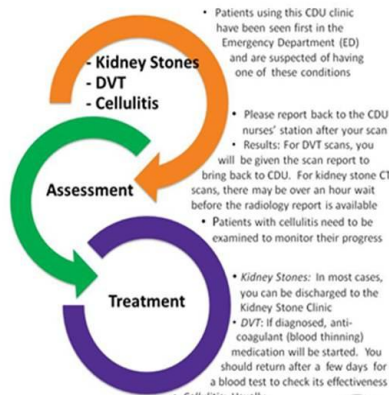 • Patients using this CDU clinic
have been seen first in the
Emergency Department (ED)
and are suspected of having
one of these conditions
- Kidney Stones
- DVT
- Cellulitis
• Please report back to the CDU
nurses' station after your scan
• Results: For DVT scans, you
will be given the scan report to
bring back to CDU. For kidney stone CT
scans, there may be over an hour wait
before the radiology report is available
• Patients with cellulitis need to be
examined to monitor their progress
Assessment
• Kidney Stones: In most cases,
you can be discharged to the
Kidney Stone Clinic
• DVT: If diagnosed, anti-
coagulant (blood thinning)
medication will be started. You
should return after a few days for
a blood test to check its effectiveness
Treatment